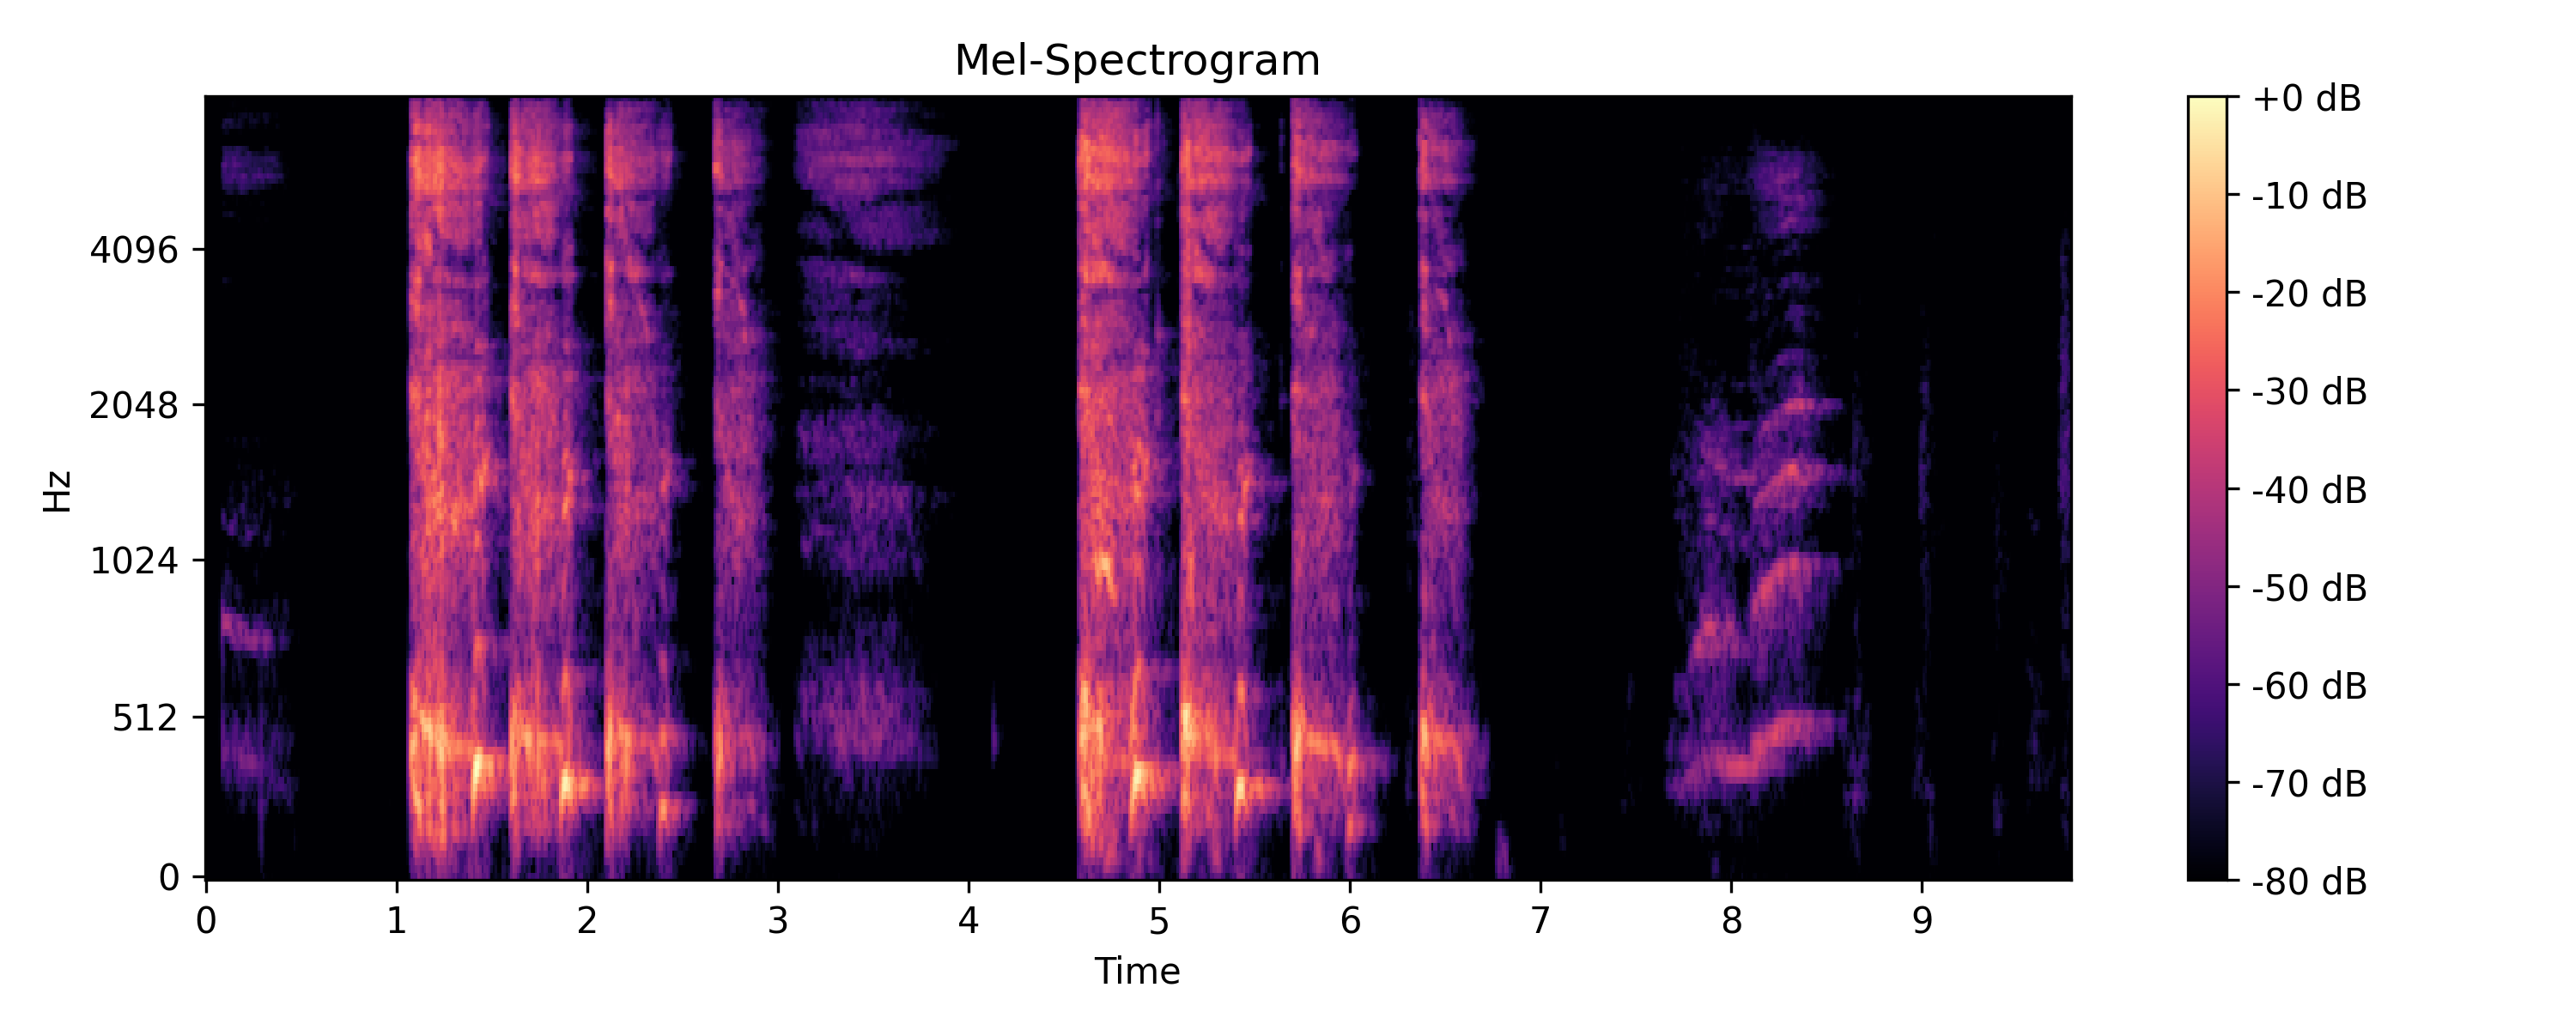 Mel-Spectrogram
+0 dB
-10 dB
-20 dB
-30 dB
-40 dB
-50 dB
-60 dB
-70 dB
-80 dB
Hz
4096
2048
1024
512
0
0 1 2 3 4 5 6 7 8 9
Time